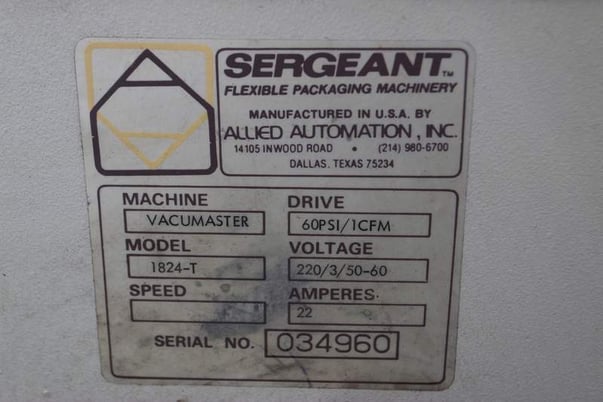 SERGEANT™
FLEXIBLE PACKAGING MACHINERY
MANUFACTURED IN U.S.A. BY
ALLIED AUTOMATION, INC.
14105 INWOOD ROAD • (214) 980-6700
DALLAS, TEXAS 75234
MACHINE DRIVE
VACUMASTER 60PSI/1CFM
MODEL VOLTAGE
1824-T 220/3/50-60
SPEED AMPERES
22
SERIAL NO. 034960